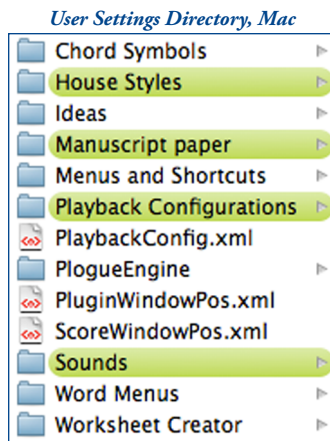 User Settings Directory, Mac
Chord Symbols
House Styles
Ideas
Manuscript paper
Menus and Shortcuts
Playback Configurations
PlaybackConfig.xml
PlogueEngine
PluginWindowPos.xml
ScoreWindowPos.xml
Sounds
Word Menus
Worksheet Creator